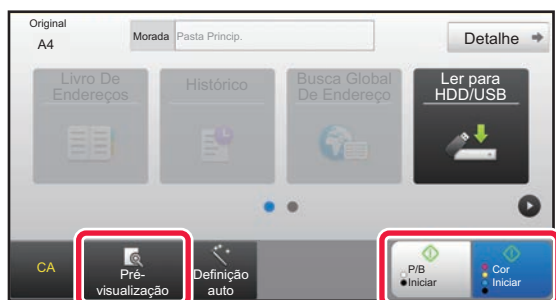 Original
A4
Morada Pasta Princip.
Detalhe
Livro De
Endereços
Histórico
Busca Global
De Endereço
Ler para
HDD/USB
CA
Pré-
visualização
Definição
auto
P/B
Iniciar
Cor
Iniciar